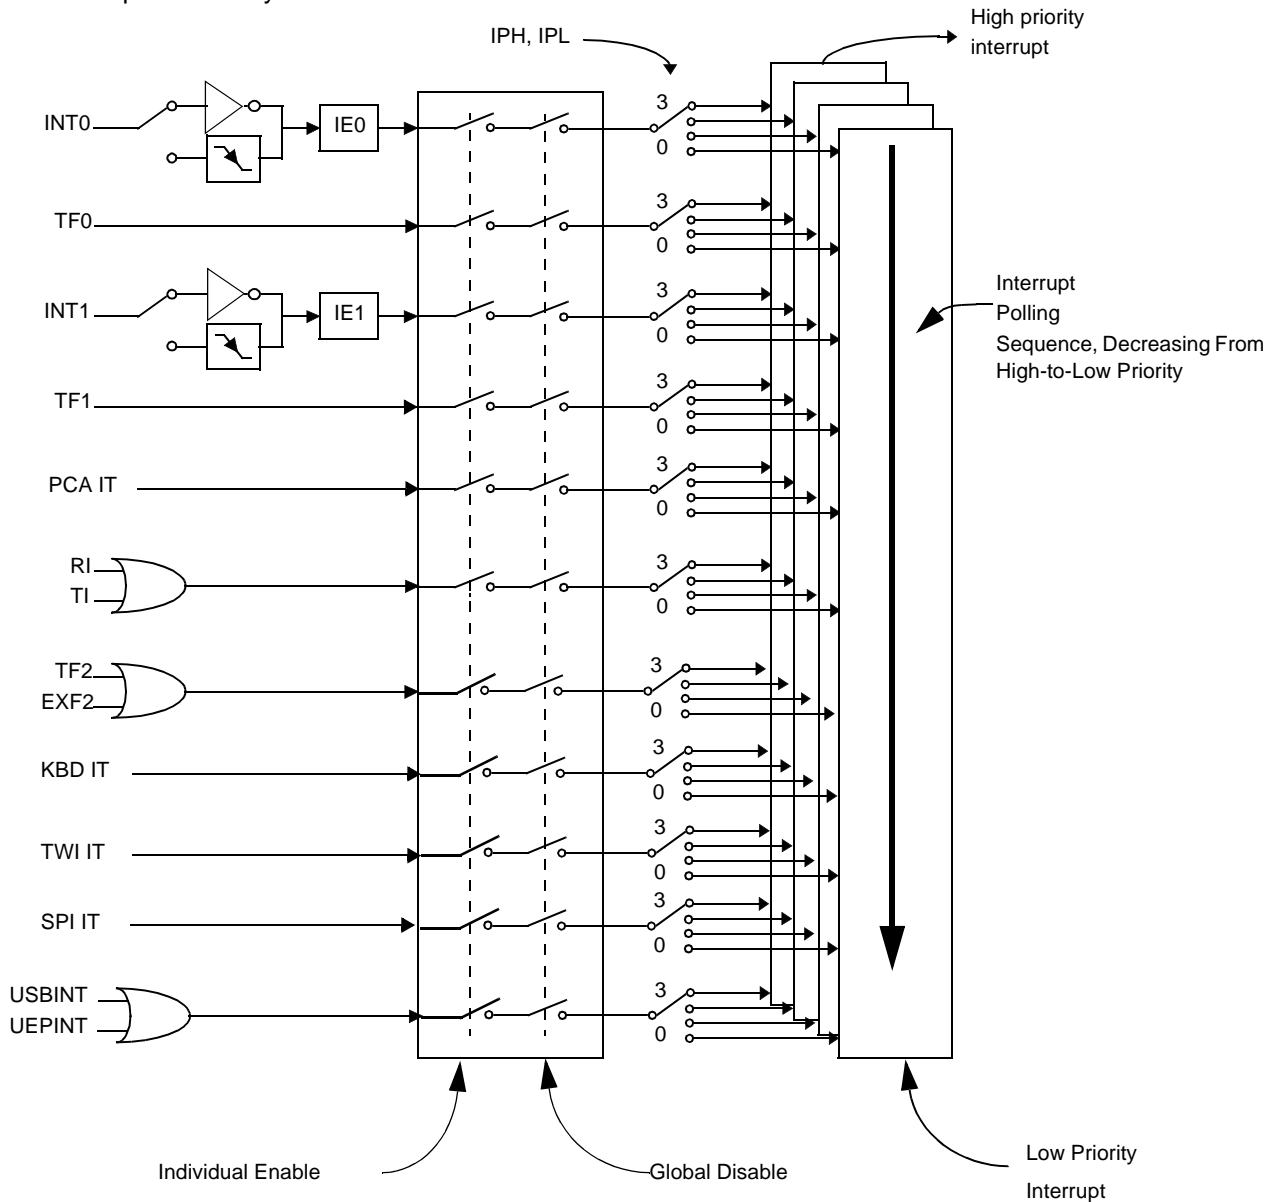 High priority
interrupt
IPH, IPL
3
INT0
IE0
0
3
TF0
0
3
INT1
IE1
0
Interrupt
Polling
Sequence, Decreasing From
High-to-Low Priority
3
TF1
0
3
PCA IT
0
3
RI
TI
0
3
TF2
EXF2
0
3
KBD IT
0
3
TWI IT
0
3
SPI IT
0
3
USBINT
UEPINT
0
Individual Enable
Global Disable
Low Priority
Interrupt